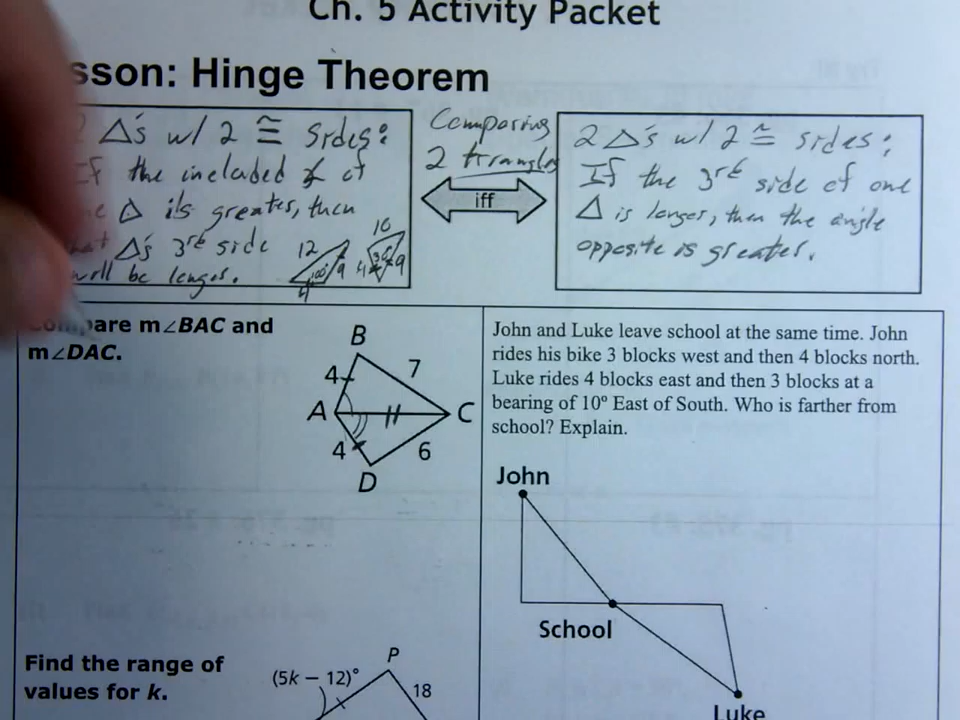 Ch. 5 Activity Packet
sson: Hinge Theorem
Δ's w/ 2 ≅ sides:
If the included ∡ of
Δ is greater, then
Δ's 3rd side
will be longer.
12
100°
9
4
10
9
4
Comparing
2 triangles
iff
2 Δ's w/ 2 ≅ sides:
If the 3rd side of one
Δ is longer, then the angle
opposite is greater.
Compare m∠BAC and
m∠DAC.
B
4
7
A
C
4
6
D
John and Luke leave school at the same time. John
rides his bike 3 blocks west and then 4 blocks north.
Luke rides 4 blocks east and then 3 blocks at a
bearing of 10º East of South. Who is farther from
school? Explain.
John
School
Luke
Find the range of
values for k.
(5k − 12)°
P
18